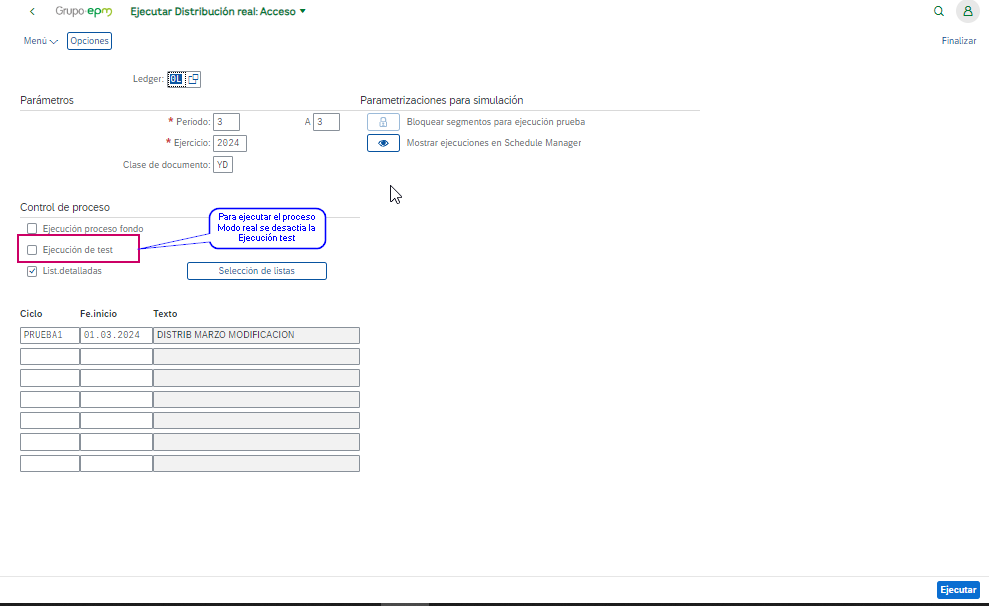 Grupo·epm Ejecutar Distribución real: Acceso
Menú Opciones Finalizar
Ledger: 0L
Parámetros Parametrizaciones para simulación
* Periodo: 3 A 3 Bloquear segmentos para ejecución prueba
* Ejercicio: 2024 Mostrar ejecuciones en Schedule Manager
Clase de documento: YD
Control de proceso
Para ejecutar el proceso
Modo real se desactia la
Ejecución test
Ejecución proceso fondo
Ejecución de test
List.detalladas Selección de listas
Ciclo Fe.inicio Texto
PRUEBA1 01.03.2024 DISTRIB MARZO MODIFICACION
Ejecutar